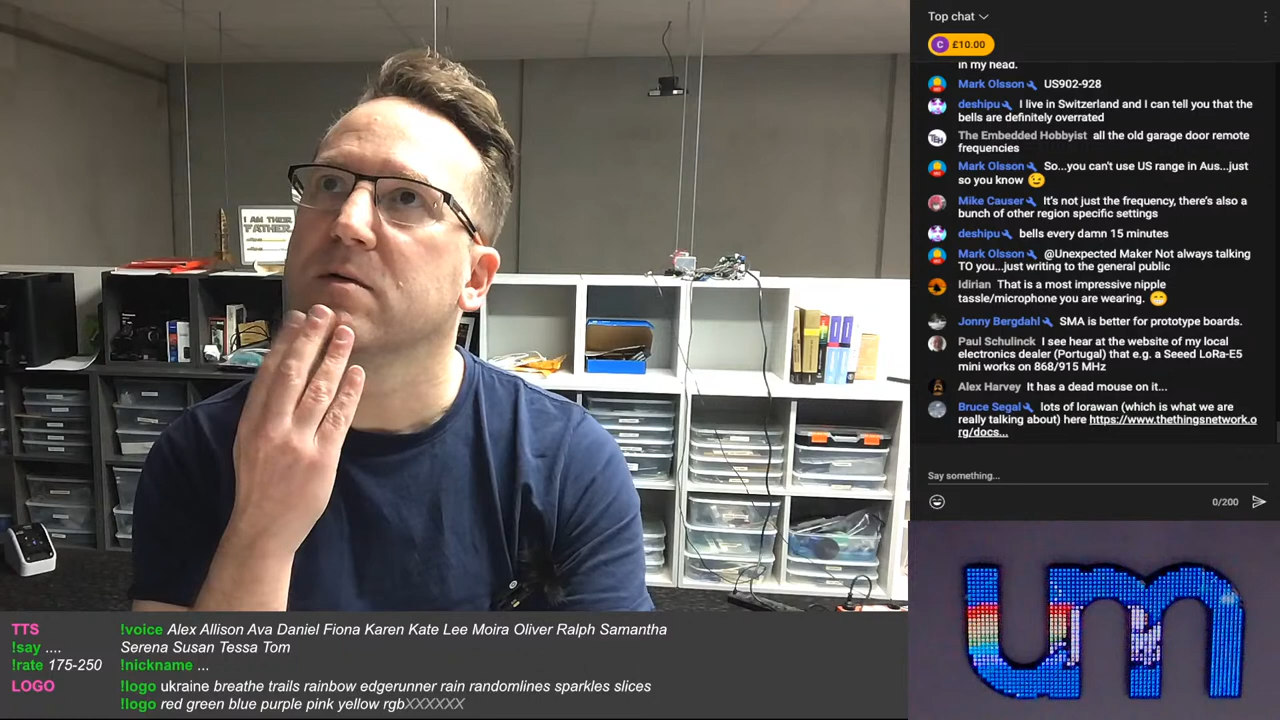 I AM THEIR
FATHER
Top chat
C £10.00
in my head.
Mark Olsson US902-928
deshipu I live in Switzerland and I can tell you that the
bells are definitely overrated
TEH The Embedded Hobbyist all the old garage door remote
frequencies
Mark Olsson So...you can't use US range in Aus...just
so you know 😉
Mike Causer It's not just the frequency, there's also a
bunch of other region specific settings
deshipu bells every damn 15 minutes
Mark Olsson @Unexpected Maker Not always talking
TO you...just writing to the general public
Idirian That is a most impressive nipple
tassle/microphone you are wearing. 😁
Jonny Bergdahl SMA is better for prototype boards.
Paul Schulinck I see hear at the website of my local
electronics dealer (Portugal) that e.g. a Seeed LoRa-E5
mini works on 868/915 MHz
Alex Harvey It has a dead mouse on it...
Bruce Segal lots of lorawan (which is what we are
really talking about) here https://www.thethingsnetwork.o
rg/docs...
Say something...
0/200
um
TTS !voice Alex Allison Ava Daniel Fiona Karen Kate Lee Moira Oliver Ralph Samantha
!say .... Serena Susan Tessa Tom
!rate 175-250 !nickname ...
LOGO !logo ukraine breathe trails rainbow edgerunner rain randomlines sparkles slices
!logo red green blue purple pink yellow rgbXXXXXX